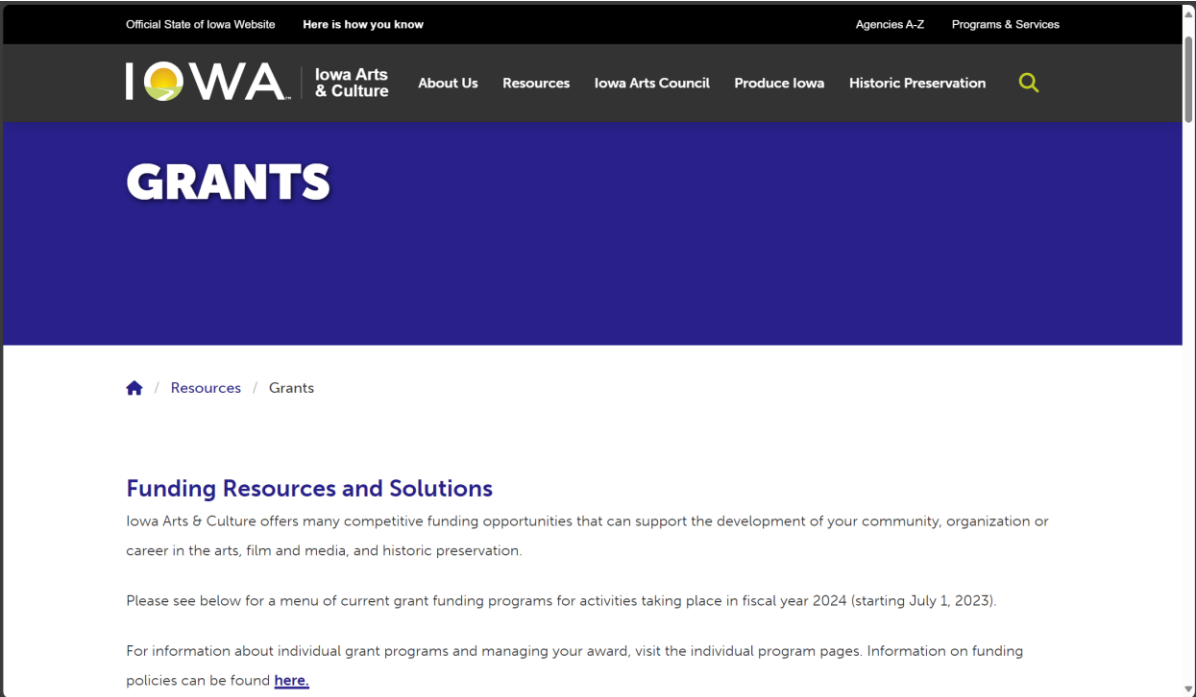 Official State of Iowa Website Here is how you know Agencies A-Z Programs & Services
IOWA™ Iowa Arts & Culture About Us Resources Iowa Arts Council Produce Iowa Historic Preservation
GRANTS
/ Resources / Grants
Funding Resources and Solutions
Iowa Arts & Culture offers many competitive funding opportunities that can support the development of your community, organization or
career in the arts, film and media, and historic preservation.
Please see below for a menu of current grant funding programs for activities taking place in fiscal year 2024 (starting July 1, 2023).
For information about individual grant programs and managing your award, visit the individual program pages. Information on funding
policies can be found here.